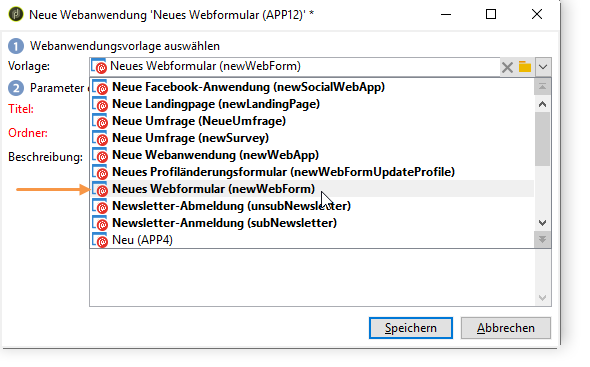 Neue Webanwendung 'Neues Webformular (APP12)' *
1 Webanwendungsvorlage auswählen
Vorlage: Neues Webformular (newWebForm)
2 Parameter
Neue Facebook-Anwendung (newSocialWebApp)
Titel:
Neue Landingpage (newLandingPage)
Neue Umfrage (NeueUmfrage)
Ordner:
Neue Umfrage (newSurvey)
Beschreibung:
Neue Webanwendung (newWebApp)
Neues Profiländerungsformular (newWebFormUpdateProfile)
Neues Webformular (newWebForm)
Newsletter-Abmeldung (unsubNewsletter)
Newsletter-Anmeldung (subNewsletter)
Neu (APP4)
Speichern Abbrechen